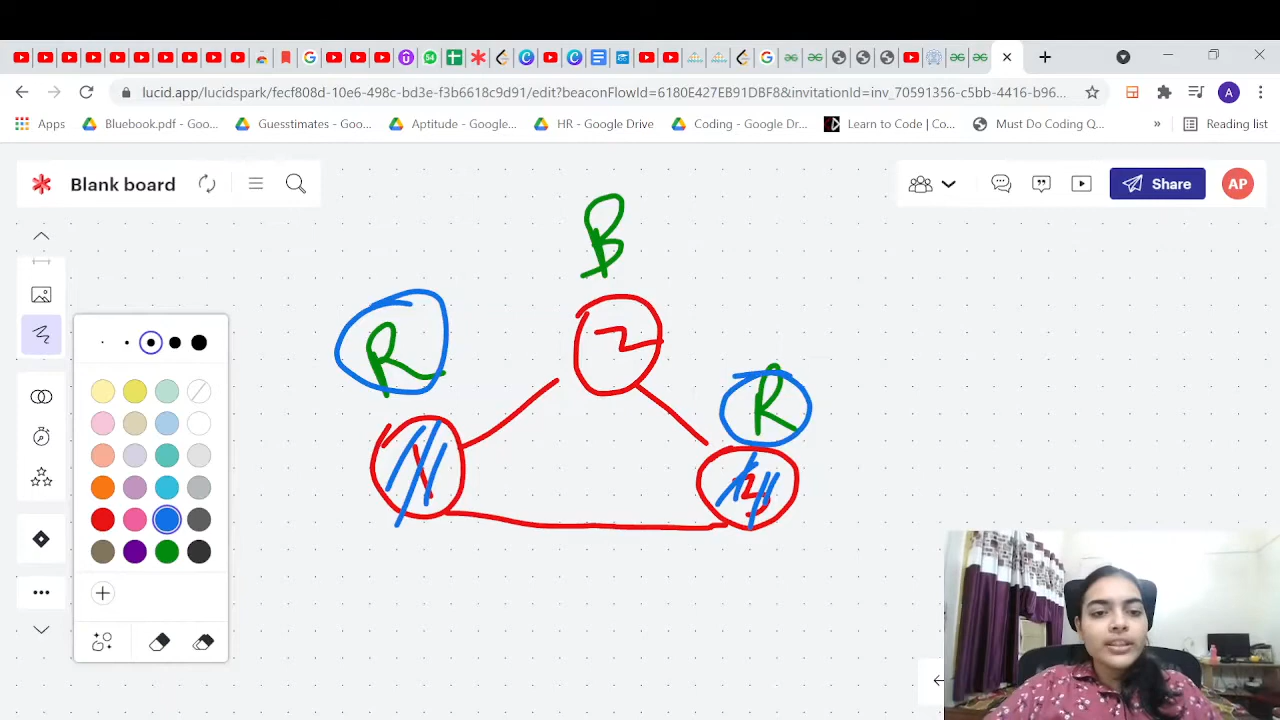 lucid.app/lucidspark/fecf808d-10e6-498c-bd3e-f3b6618c9d91/edit?beaconFlowId=6180E427EB91DBF8&invitationId=inv_70591356-c5bb-4416-b96...
A
Apps
Bluebook.pdf - Goo...
Guesstimates - Goo...
Aptitude - Google...
HR - Google Drive
Coding - Google Dr...
Learn to Code | Co...
Must Do Coding Q...
»
Reading list
Blank board
Share
AP
B
R
2
R
1
3